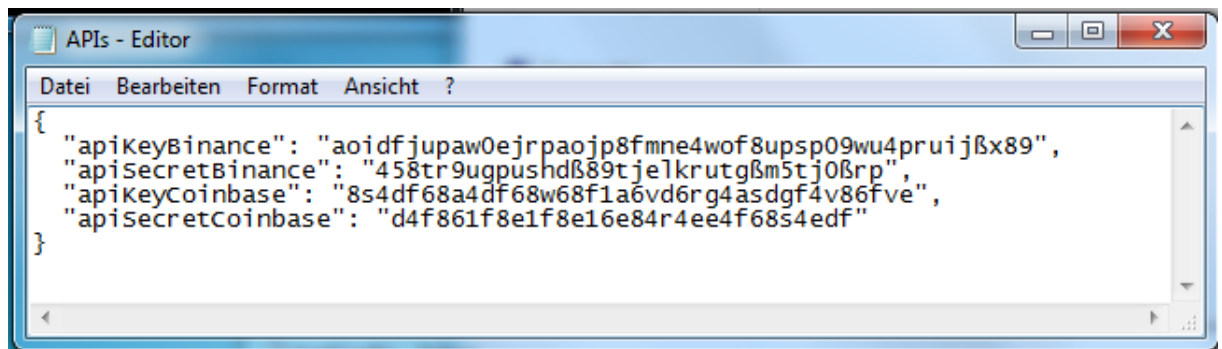 APIs - Editor
Datei Bearbeiten Format Ansicht ?
{
"apiKeyBinance": "aoidfjupaw0ejrpaojp8fmne4wof8upsp09wu4pruijßx89",
"apiSecretBinance": "458tr9ugpushdß89tjelkrutgßm5tj0ßrp",
"apiKeyCoinbase": "8s4df68a4df68w68f1a6vd6rg4asdgf4v86fve",
"apiSecretCoinbase": "d4f861f8e1f8e16e84r4ee4f68s4edf"
}